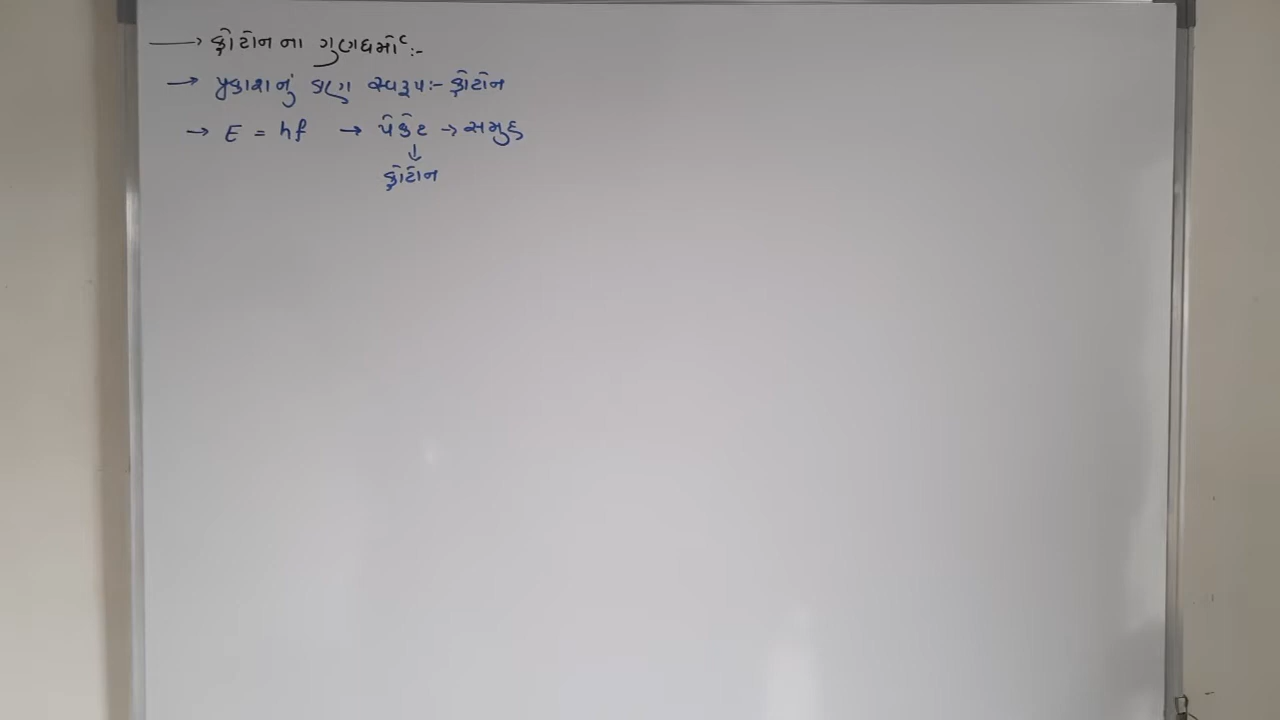 → ફોટોન ના ગુણધર્મો :-
→ પ્રકાશનું કણ સ્વરૂપ :- ફોટોન
→ E = hf → પેકેટ → સમુહ
↓
ફોટોન